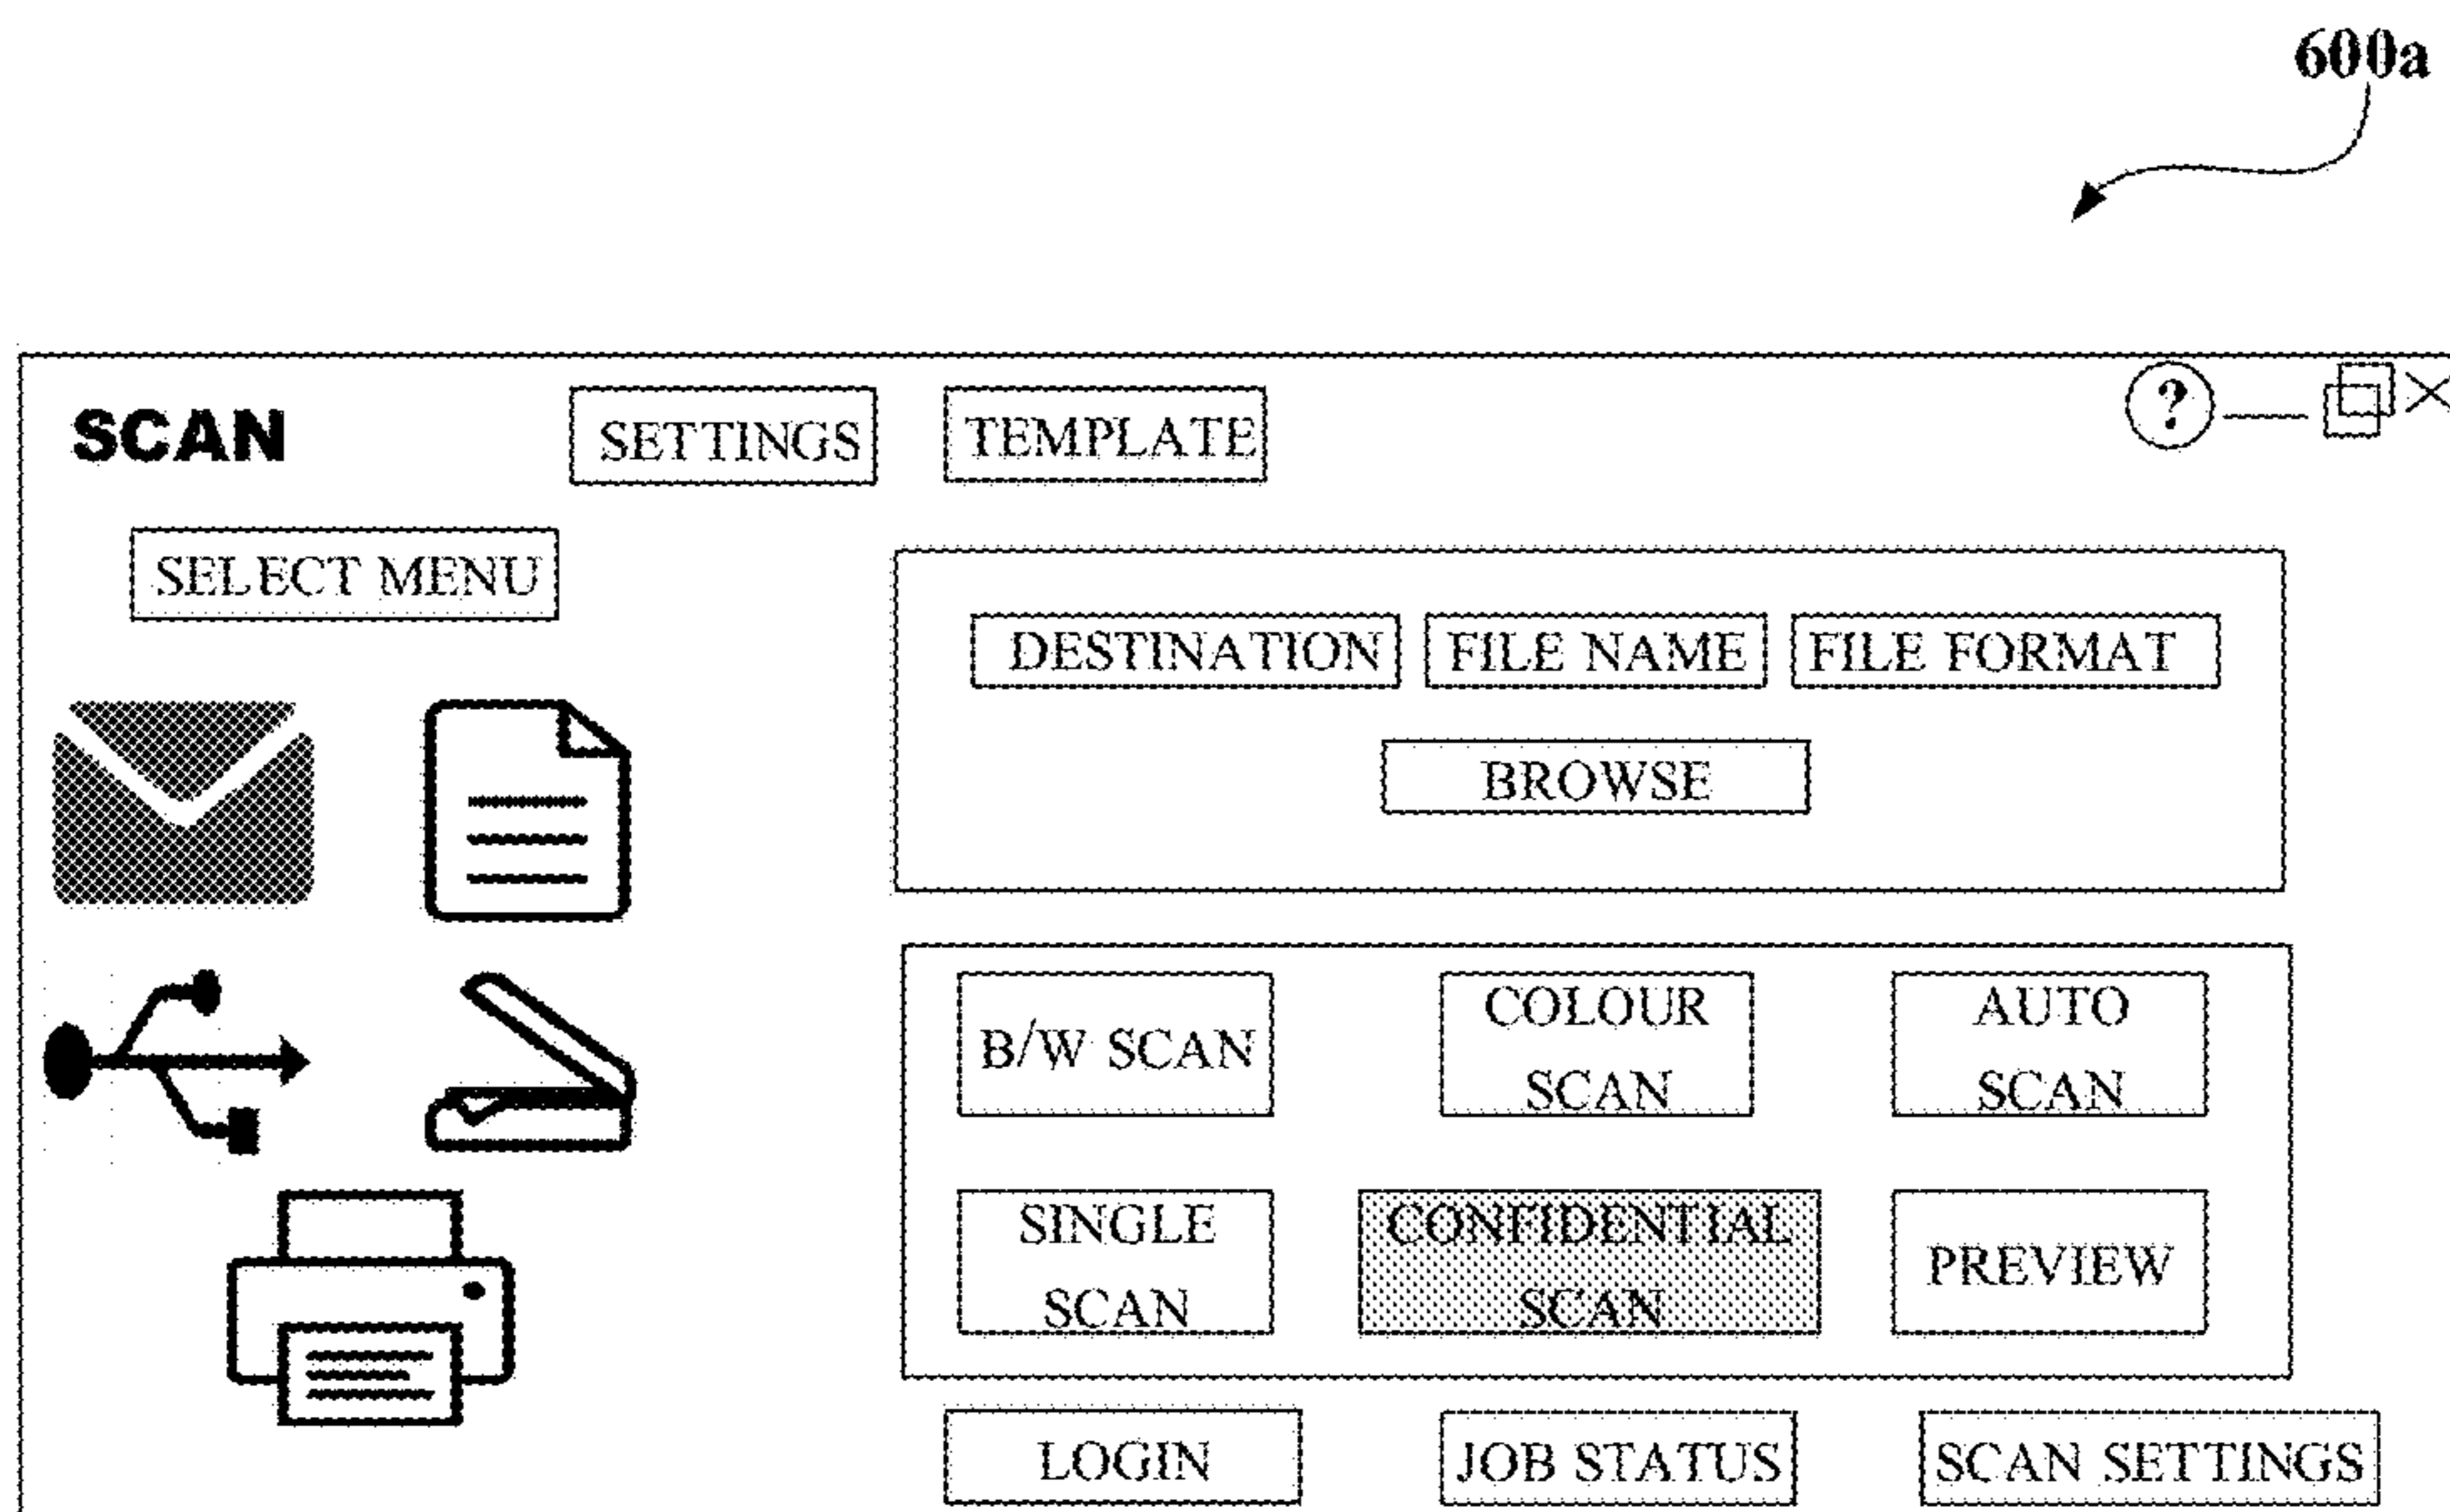 600a
SCAN
SETTINGS
TEMPLATE
?
SELECT MENU
DESTINATION
FILE NAME
FILE FORMAT
BROWSE
B/W SCAN
COLOUR
SCAN
AUTO
SCAN
SINGLE
SCAN
CONFIDENTIAL
SCAN
PREVIEW
LOGIN
JOB STATUS
SCAN SETTINGS